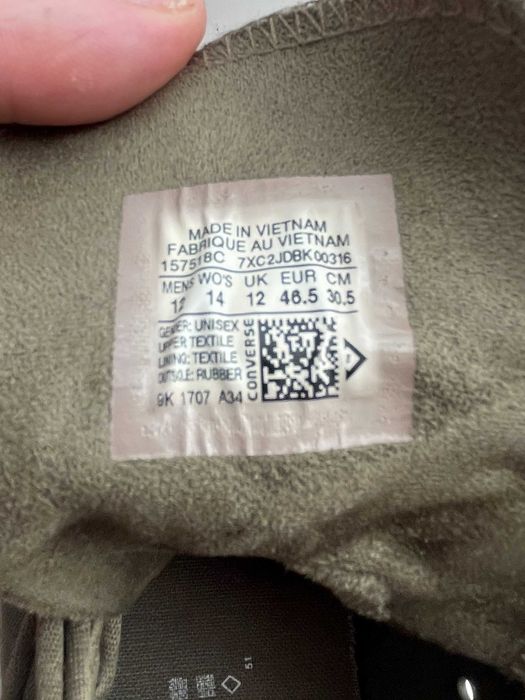 MADE IN VIETNAM
FABRIQUE AU VIETNAM
157518C 7XC2JDBK00316
MENS WO'S UK EUR CM
12 14 12 46.5 30.5
GENDER: UNISEX
UPPER: TEXTILE
LINING: TEXTILE
OUTSOLE: RUBBER
9K 1707 A34
CONVERSE
51